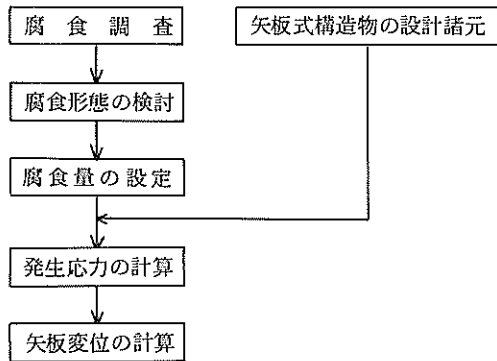 腐食調査
矢板式構造物の設計諸元
腐食形態の検討
腐食量の設定
発生応力の計算
矢板変位の計算